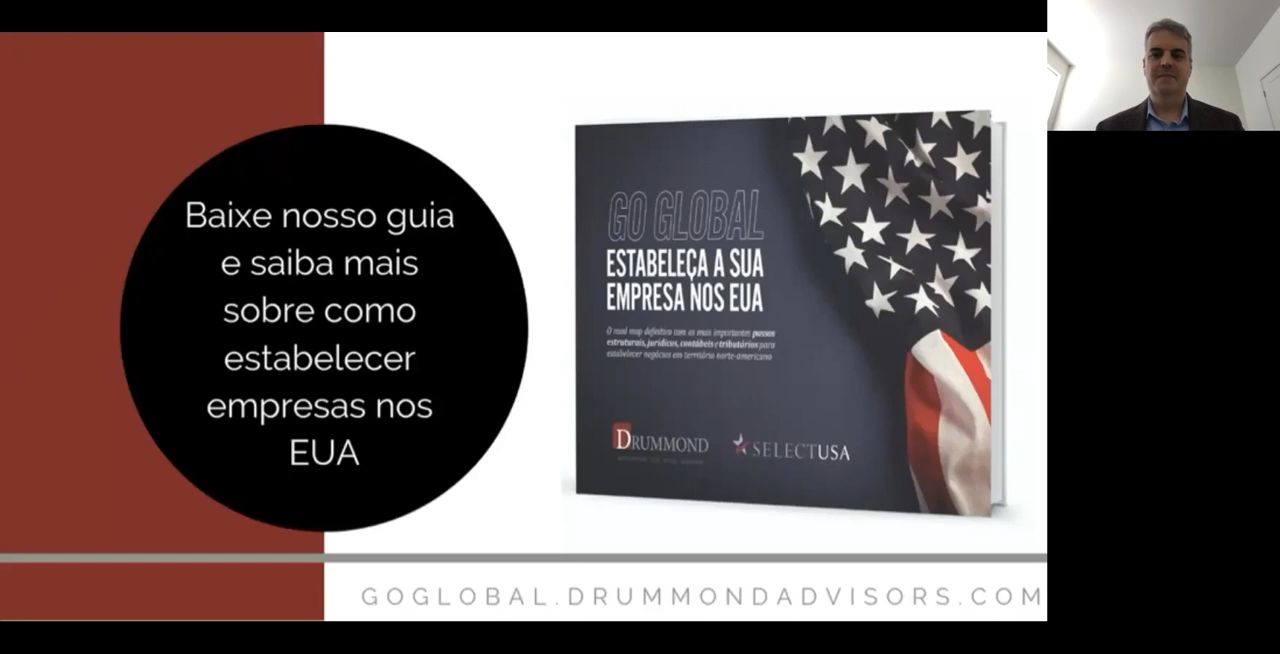 Baixe nosso guia
e saiba mais
sobre como
estabelecer
empresas nos
EUA
GO GLOBAL
ESTABELEÇA A SUA
EMPRESA NOS EUA
O road map definitivo com os mais importantes passos
estruturais, jurídicos, contábeis e tributários para
estabelecer negócios em território norte-americano
DRUMMOND
SELECTUSA
GOGLOBAL.DRUMMONDADVISORS.COM